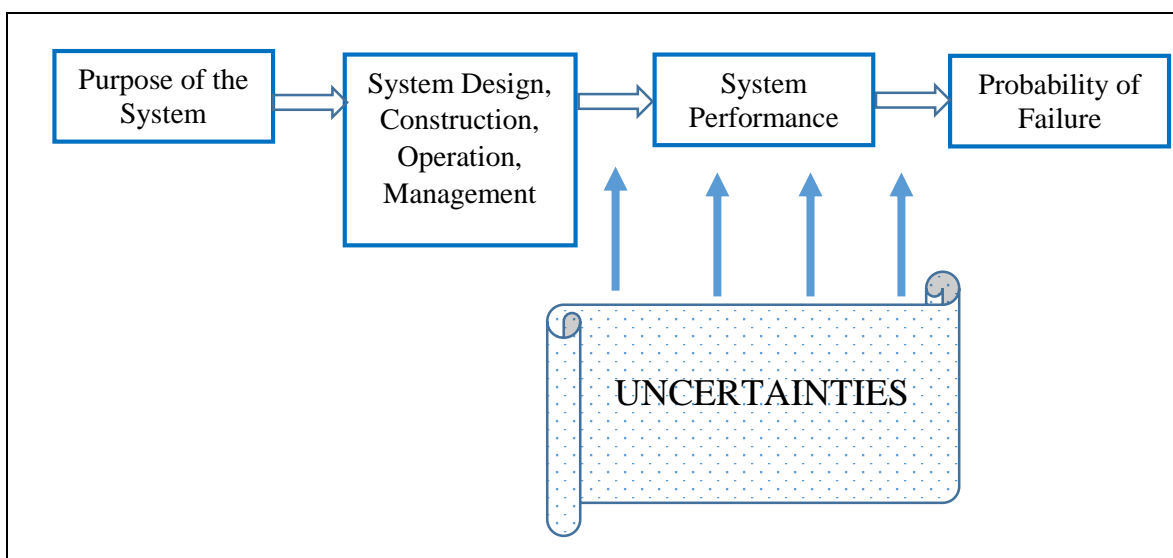 Purpose of the
System
System Design,
Construction,
Operation,
Management
System
Performance
Probability of
Failure
UNCERTAINTIES